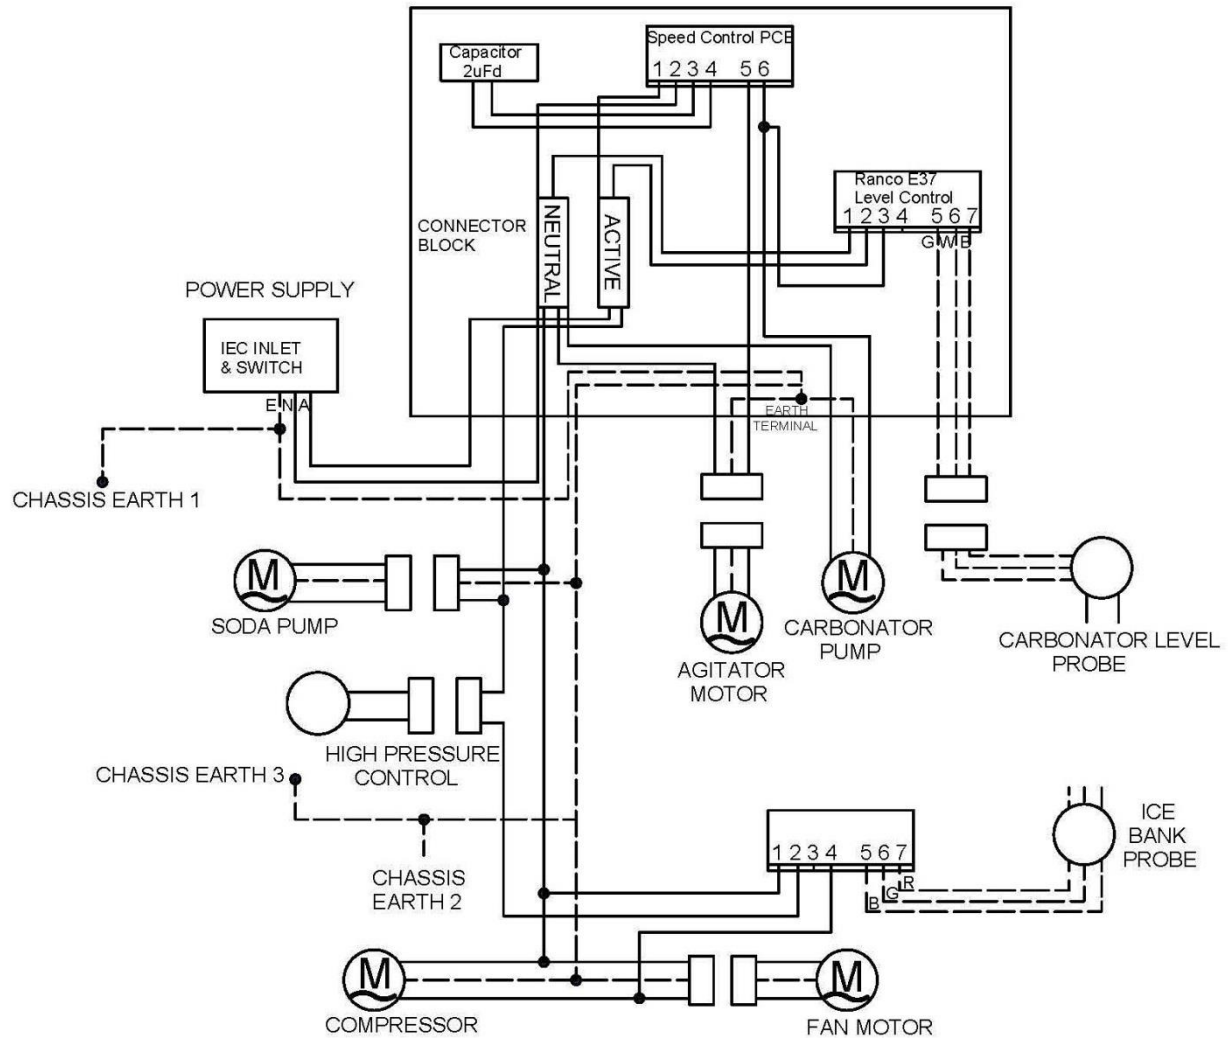 Capacitor
2uFd
Speed Control PCB
1 2 3 4 5 6
Ranco E37
Level Control
1 2 3 4 5 6 7
G W B
CONNECTOR
BLOCK
NEUTRAL
ACTIVE
POWER SUPPLY
IEC INLET
& SWITCH
E N A
EARTH
TERMINAL
CHASSIS EARTH 1
M
SODA PUMP
M
AGITATOR
MOTOR
M
CARBONATOR
PUMP
CARBONATOR LEVEL
PROBE
HIGH PRESSURE
CONTROL
CHASSIS EARTH 3
CHASSIS
EARTH 2
1 2 3 4 5 6 7
B G R
ICE
BANK
PROBE
M
COMPRESSOR
M
FAN MOTOR